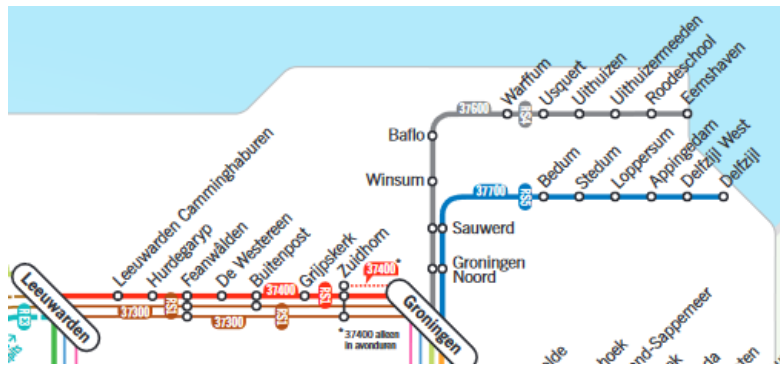 Warffum
Usquert
Uithuizen
Uithuizermeeden
Roodeschool
Eemshaven
37600
RS4
Baflo
Winsum
37700
RS5
Bedum
Stedum
Loppersum
Appingedam
Delfzijl West
Delfzijl
Sauwerd
Groningen
Noord
Leeuwarden Camminghaburen
Hurdegaryp
Feanwâlden
De Westereen
Buitenpost
Grijpskerk
Zuidhorn
37400 *
37400
RS1
37300
RS2
37300
RS2
Leeuwarden
Groningen
* 37400 alleen
in avonduren